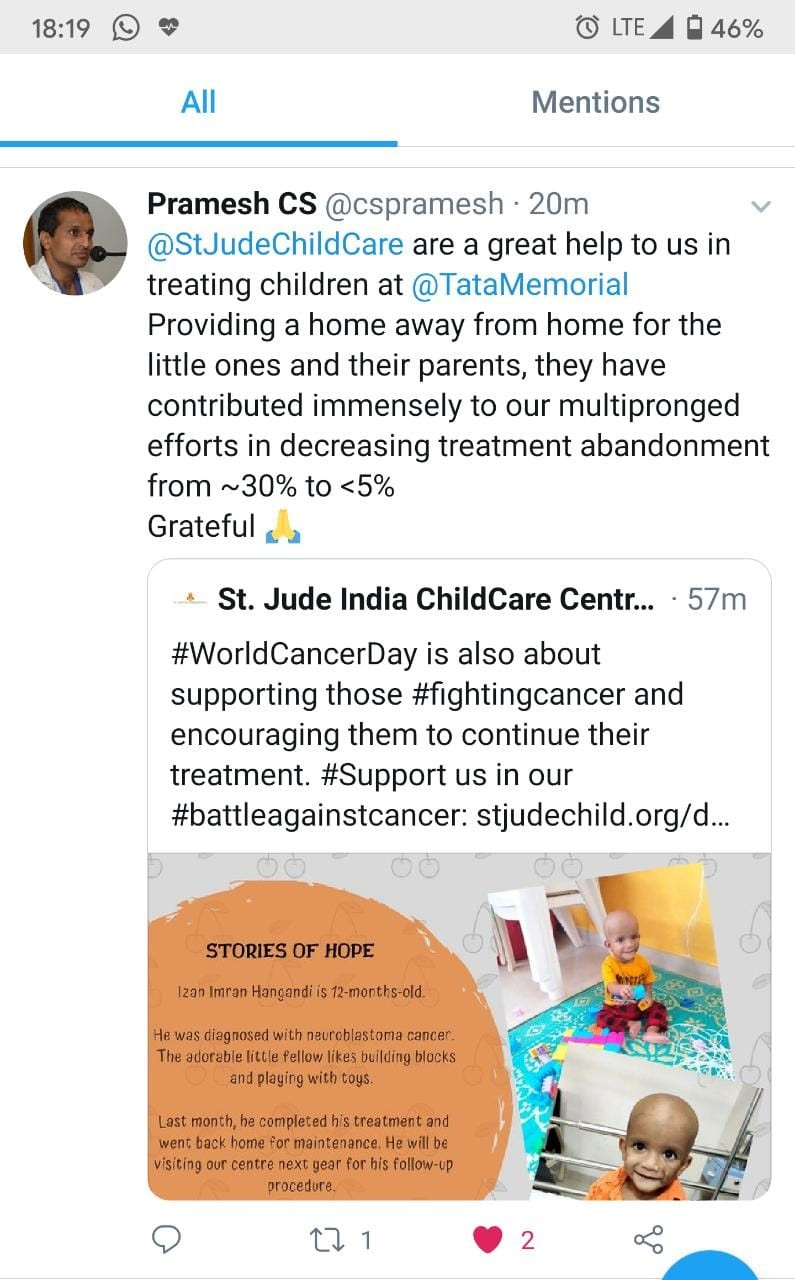 18:19 LTE 46%
All Mentions
Pramesh CS @cspramesh · 20m
@StJudeChildCare are a great help to us in
treating children at @TataMemorial
Providing a home away from home for the
little ones and their parents, they have
contributed immensely to our multipronged
efforts in decreasing treatment abandonment
from ~30% to <5%
Grateful 🙏
St. Jude India ChildCare Centr... · 57m
#WorldCancerDay is also about
supporting those #fightingcancer and
encouraging them to continue their
treatment. #Support us in our
#battleagainstcancer: stjudechild.org/d...
STORIES OF HOPE
Izan Imran Hangandi is 12-months-old.
He was diagnosed with neuroblastoma cancer.
The adorable little fellow likes building blocks
and playing with toys.
Last month, he completed his treatment and
went back home for maintenance. He will be
visiting our centre next year for his follow-up
procedure.
1 2